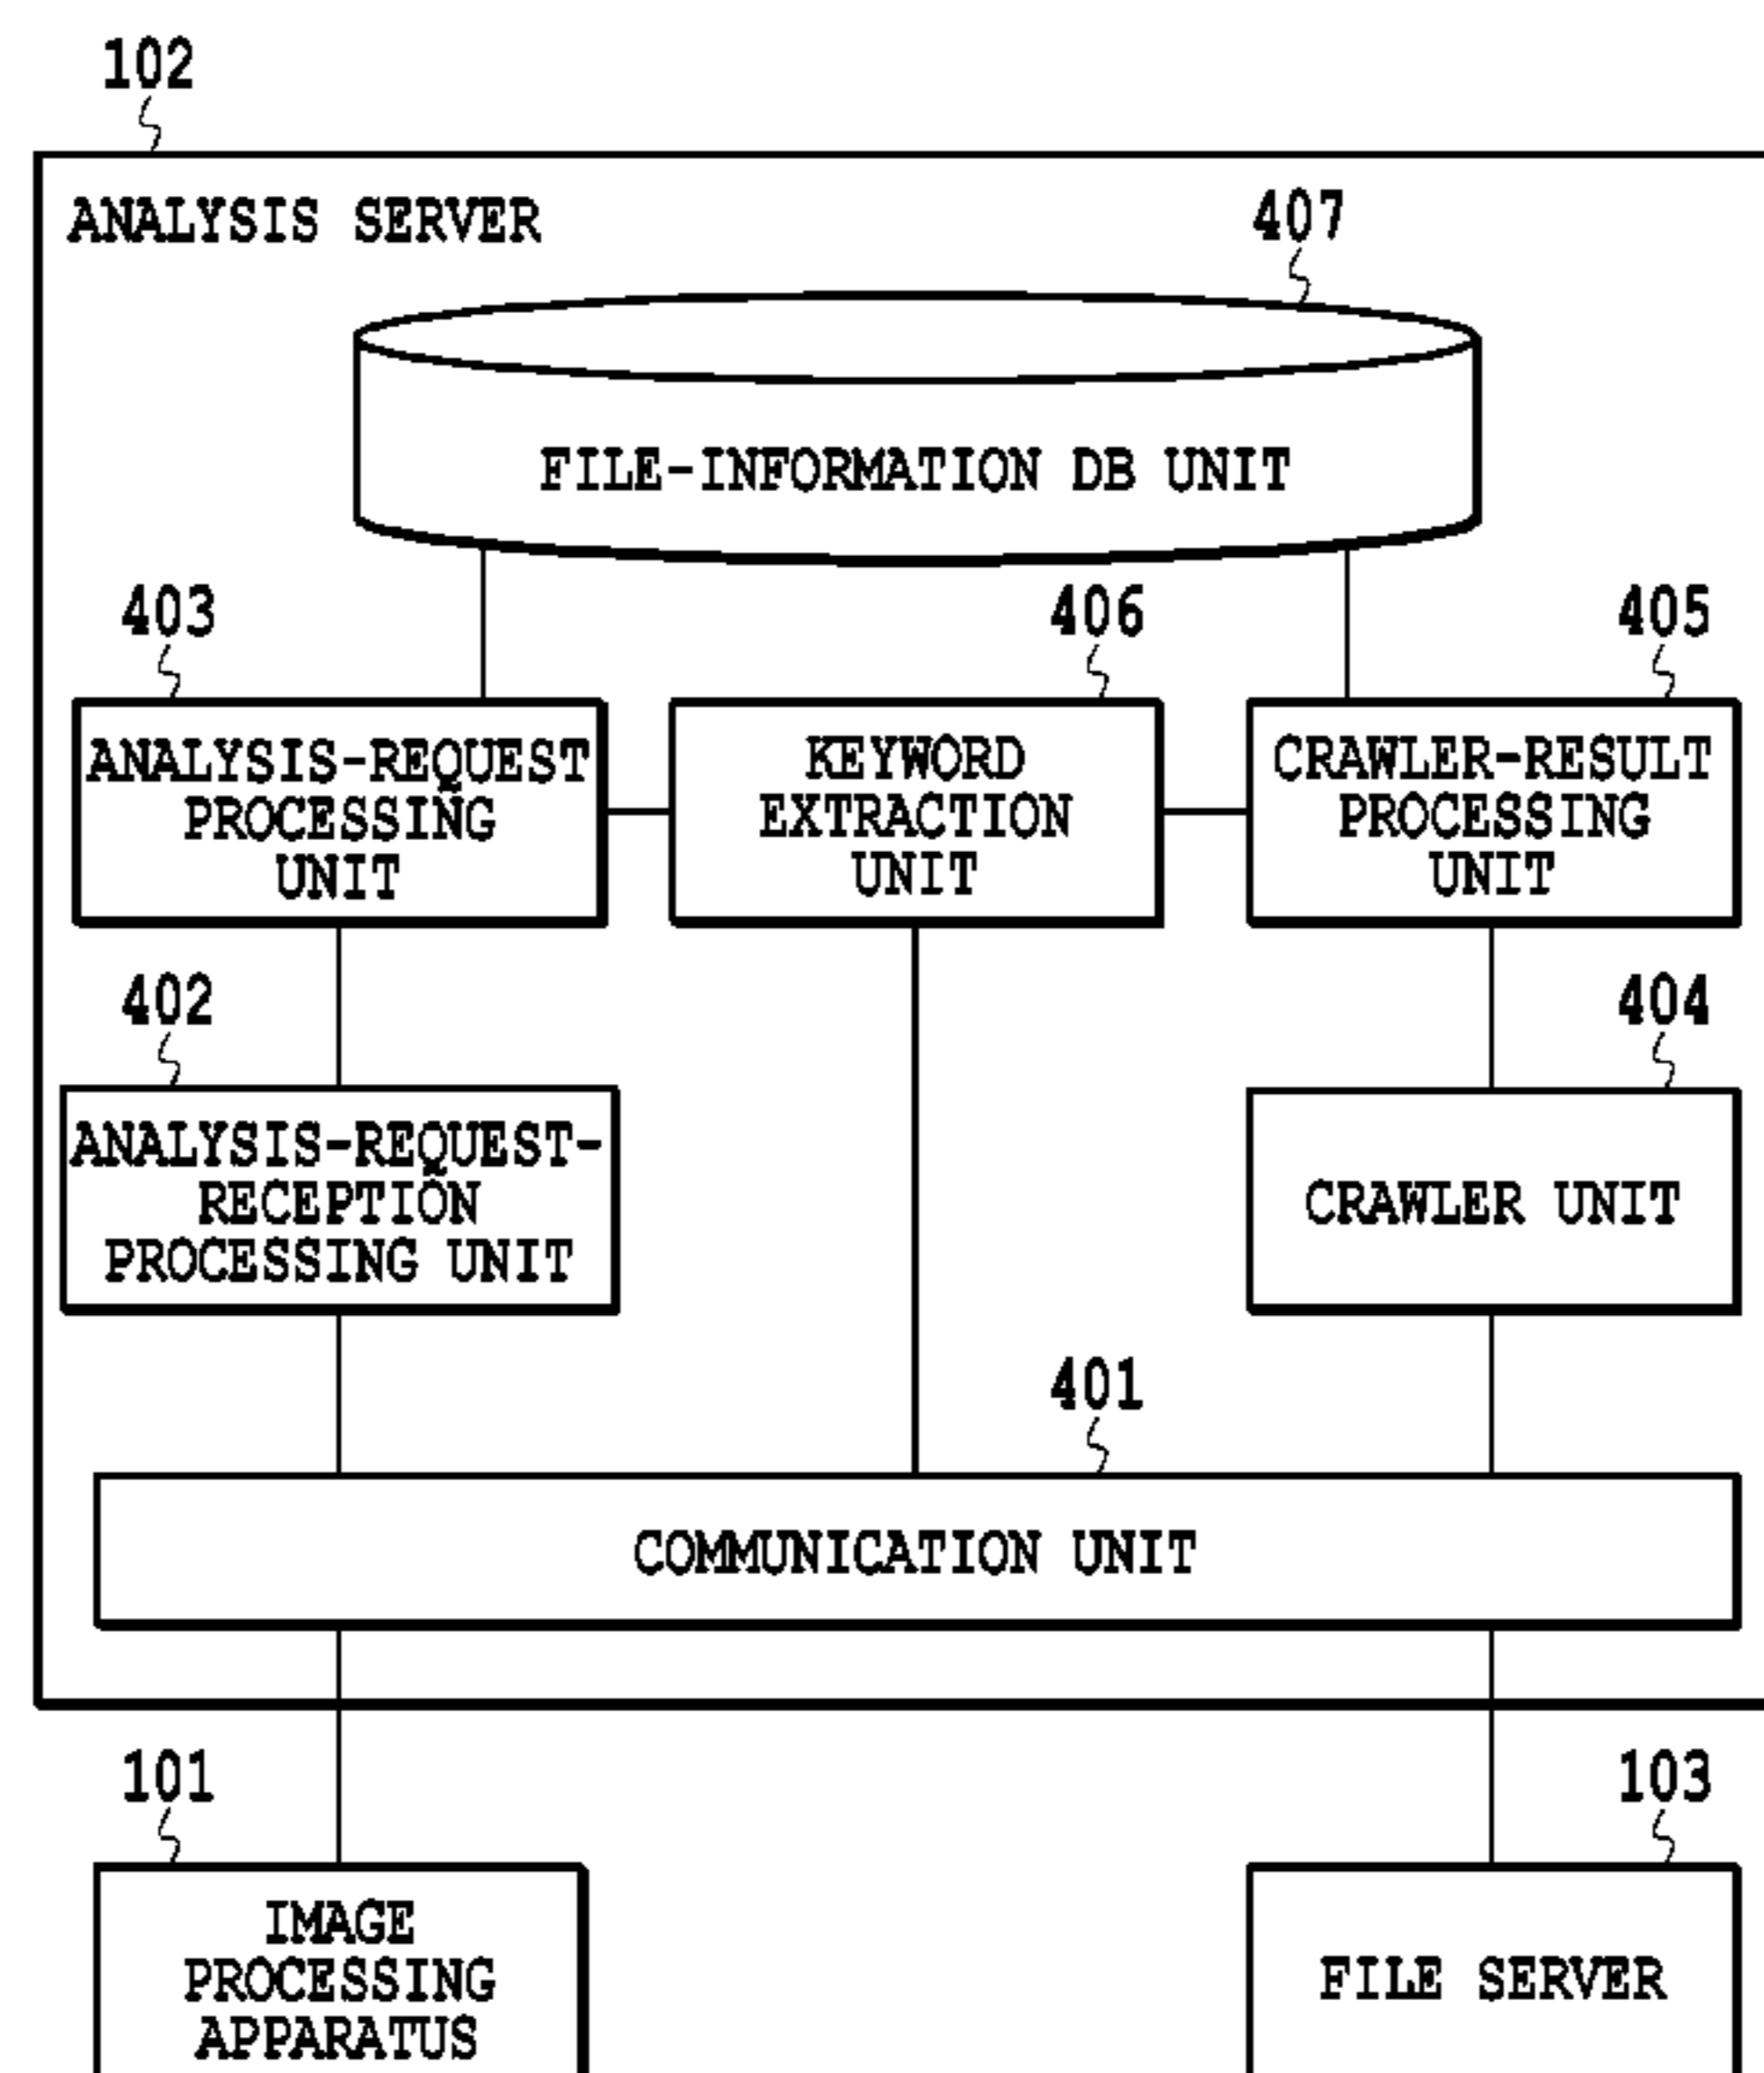 102
ANALYSIS SERVER
407
FILE-INFORMATION DB UNIT
403
406
405
ANALYSIS-REQUEST
PROCESSING
UNIT
KEYWORD
EXTRACTION
UNIT
CRAWLER-RESULT
PROCESSING
UNIT
402
404
ANALYSIS-REQUEST-
RECEPTION
PROCESSING UNIT
CRAWLER UNIT
401
COMMUNICATION UNIT
101
103
IMAGE
PROCESSING
APPARATUS
FILE SERVER